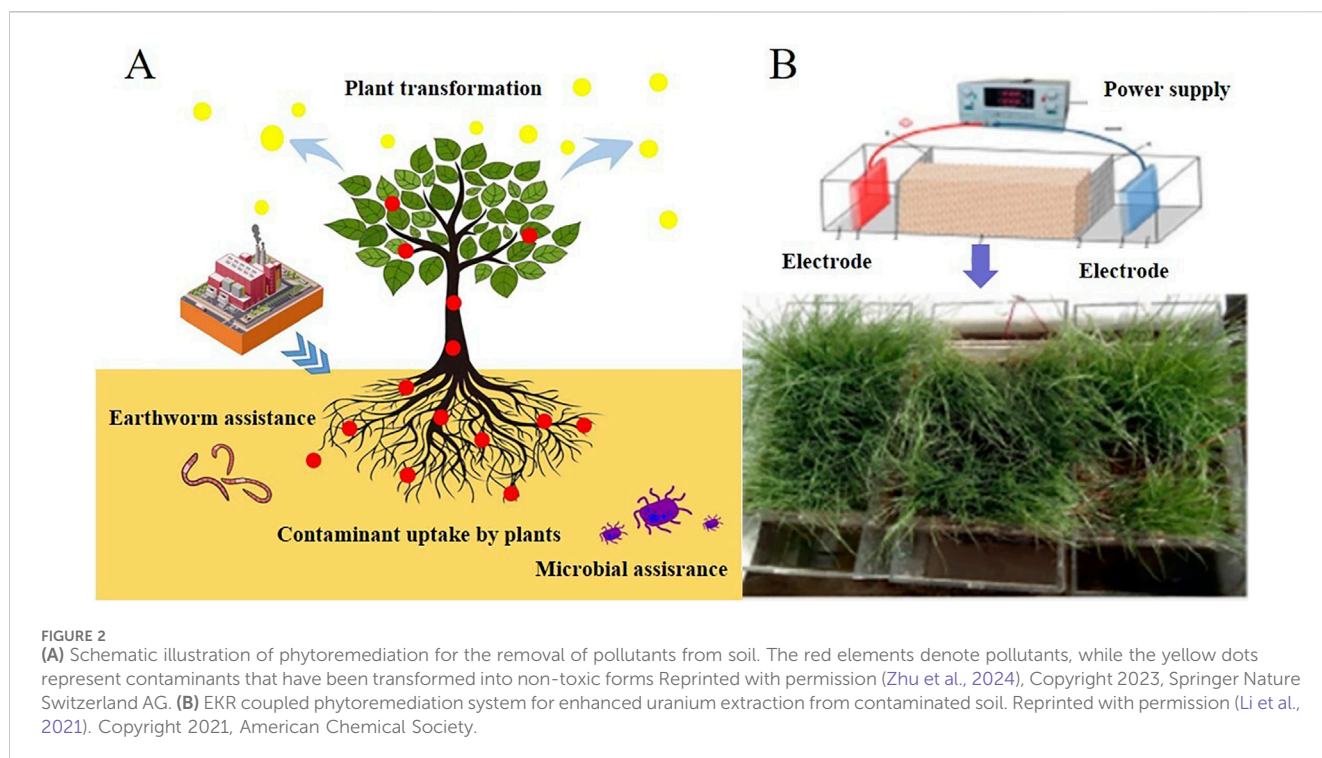 A
Plant transformation
Earthworm assistance
Contaminant uptake by plants
Microbial assisrance
B
Power supply
Electrode
Electrode
FIGURE 2
(A) Schematic illustration of phytoremediation for the removal of pollutants from soil. The red elements denote pollutants, while the yellow dots
represent contaminants that have been transformed into non-toxic forms Reprinted with permission (Zhu et al., 2024), Copyright 2023, Springer Nature
Switzerland AG. (B) EKR coupled phytoremediation system for enhanced uranium extraction from contaminated soil. Reprinted with permission (Li et al.,
2021). Copyright 2021, American Chemical Society.